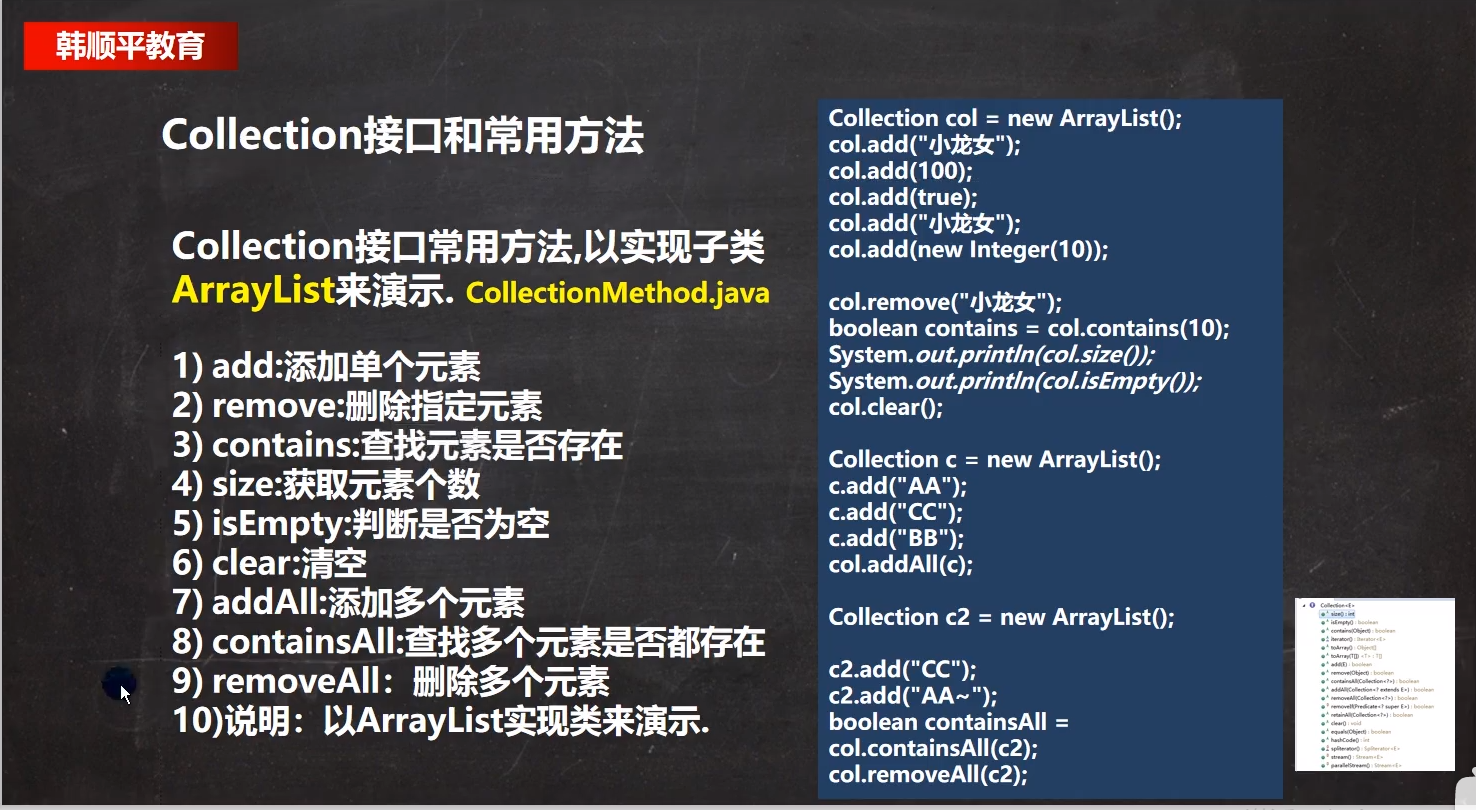 韩顺平教育
Collection接口和常用方法
Collection接口常用方法,以实现子类
ArrayList来演示. CollectionMethod.java
1) add:添加单个元素
2) remove:删除指定元素
3) contains:查找元素是否存在
4) size:获取元素个数
5) isEmpty:判断是否为空
6) clear:清空
7) addAll:添加多个元素
8) containsAll:查找多个元素是否都存在
9) removeAll：删除多个元素
10)说明：以ArrayList实现类来演示.
Collection col = new ArrayList();
col.add("小龙女");
col.add(100);
col.add(true);
col.add("小龙女");
col.add(new Integer(10));
col.remove("小龙女");
boolean contains = col.contains(10);
System.out.println(col.size());
System.out.println(col.isEmpty());
col.clear();
Collection c = new ArrayList();
c.add("AA");
c.add("CC");
c.add("BB");
col.addAll(c);
Collection c2 = new ArrayList();
c2.add("CC");
c2.add("AA~");
boolean containsAll =
col.containsAll(c2);
col.removeAll(c2);
Collection<E>
size() : int
isEmpty() : boolean
contains(Object) : boolean
iterator() : Iterator<E>
toArray() : Object[]
toArray(T[]) <T> : T[]
add(E) : boolean
remove(Object) : boolean
containsAll(Collection<?>) : boolean
addAll(Collection<? extends E>) : boolean
removeAll(Collection<?>) : boolean
removeIf(Predicate<? super E>) : boolean
retainAll(Collection<?>) : boolean
clear() : void
equals(Object) : boolean
hashCode() : int
spliterator() : Spliterator<E>
stream() : Stream<E>
parallelStream() : Stream<E>